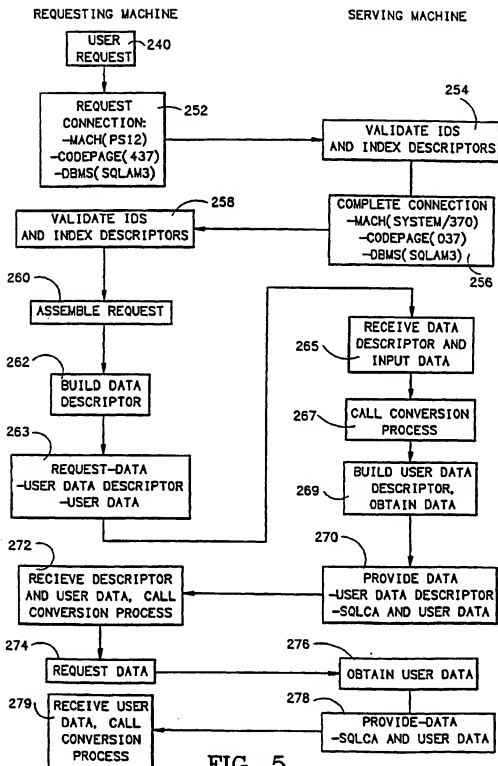 REQUESTING MACHINE
SERVING MACHINE
USER
REQUEST
240
REQUEST
CONNECTION:
-MACH(PS12)
-CODEPAGE(437)
-DBMS(SQLAM3)
252
254
VALIDATE IDS
AND INDEX DESCRIPTORS
COMPLETE CONNECTION
-MACH(SYSTEM/370)
-CODEPAGE(037)
-DBMS(SQLAM3)
256
258
VALIDATE IDS
AND INDEX DESCRIPTORS
260
ASSEMBLE REQUEST
262
BUILD DATA
DESCRIPTOR
263
REQUEST-DATA
-USER DATA DESCRIPTOR
-USER DATA
265
RECEIVE DATA
DESCRIPTOR AND
INPUT DATA
267
CALL CONVERSION
PROCESS
269
BUILD USER DATA
DESCRIPTOR,
OBTAIN DATA
270
PROVIDE DATA
-USER DATA DESCRIPTOR
-SQLCA AND USER DATA
272
RECIEVE DESCRIPTOR
AND USER DATA, CALL
CONVERSION PROCESS
274
REQUEST DATA
276
OBTAIN USER DATA
278
PROVIDE-DATA
-SQLCA AND USER DATA
279
RECEIVE USER
DATA, CALL
CONVERSION
PROCESS
FIG. 5